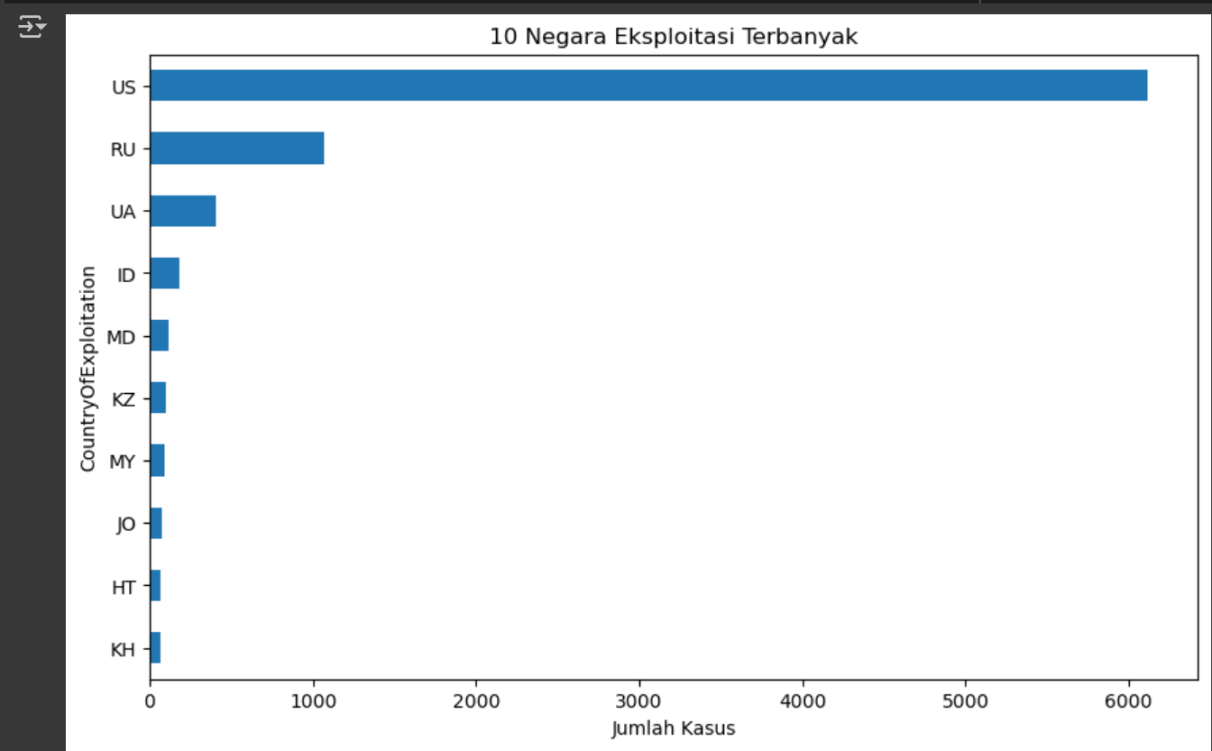 10 Negara Eksploitasi Terbanyak
US
RU
UA
ID
MD
KZ
MY
JO
HT
KH
CountryOfExploitation
0 1000 2000 3000 4000 5000 6000
Jumlah Kasus